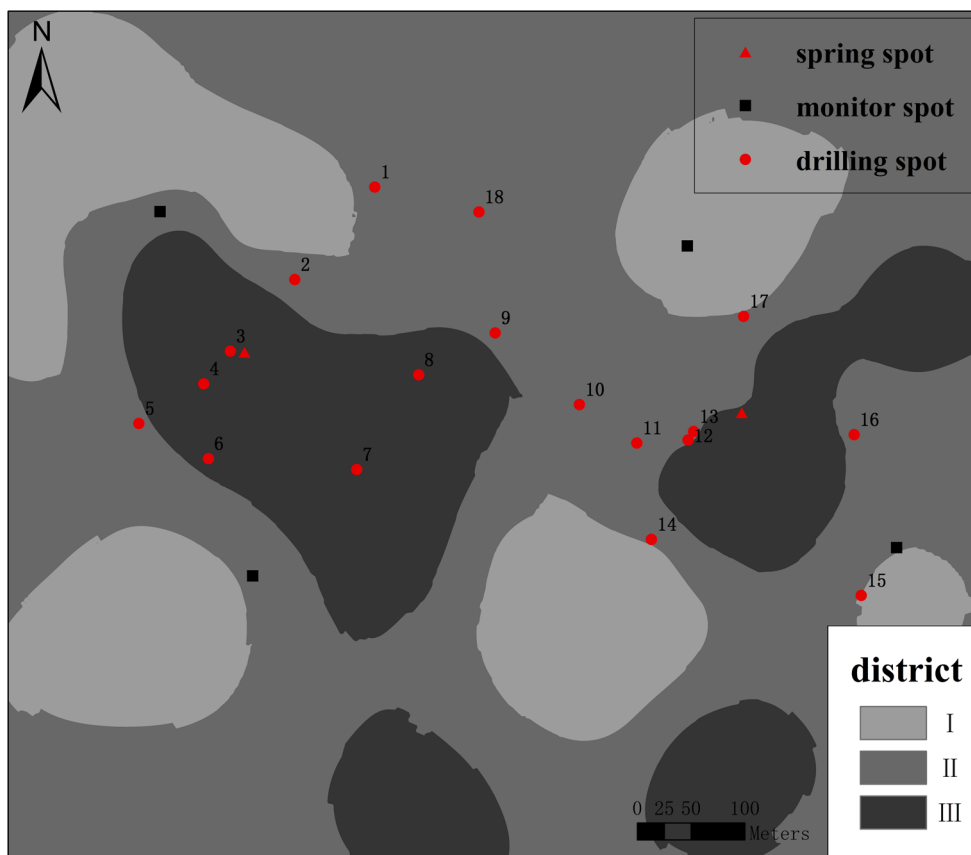 N
spring spot
monitor spot
drilling spot
1
18
2
17
9
3
8
4
10
5
13
16
11
12
6
7
14
15
district
I
II
III
0 25 50 100
Meters